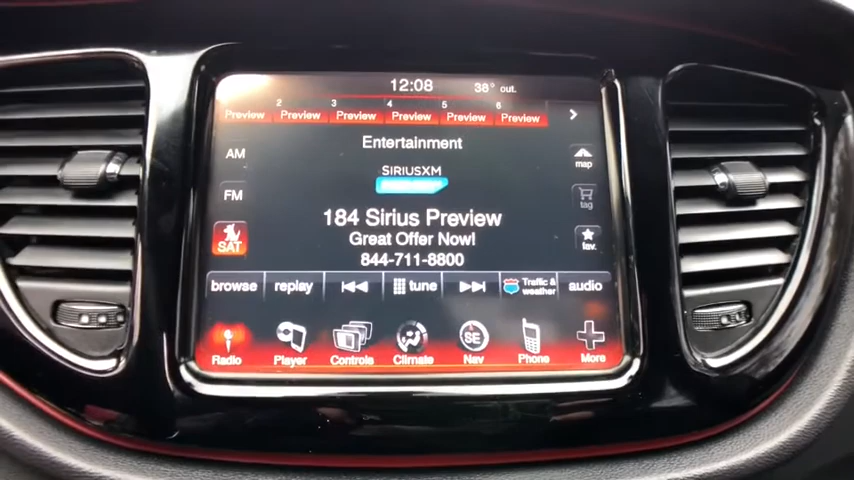 12:08 38° out.
2 3 4 5 6
Preview Preview Preview Preview Preview Preview
Entertainment
AM
SIRIUSXM
map
FM
tag
184 Sirius Preview
SAT
Great Offer Now!
fav.
844-711-8800
browse replay tune Traffic & weather audio
SE
Radio Player Controls Climate Nav Phone More